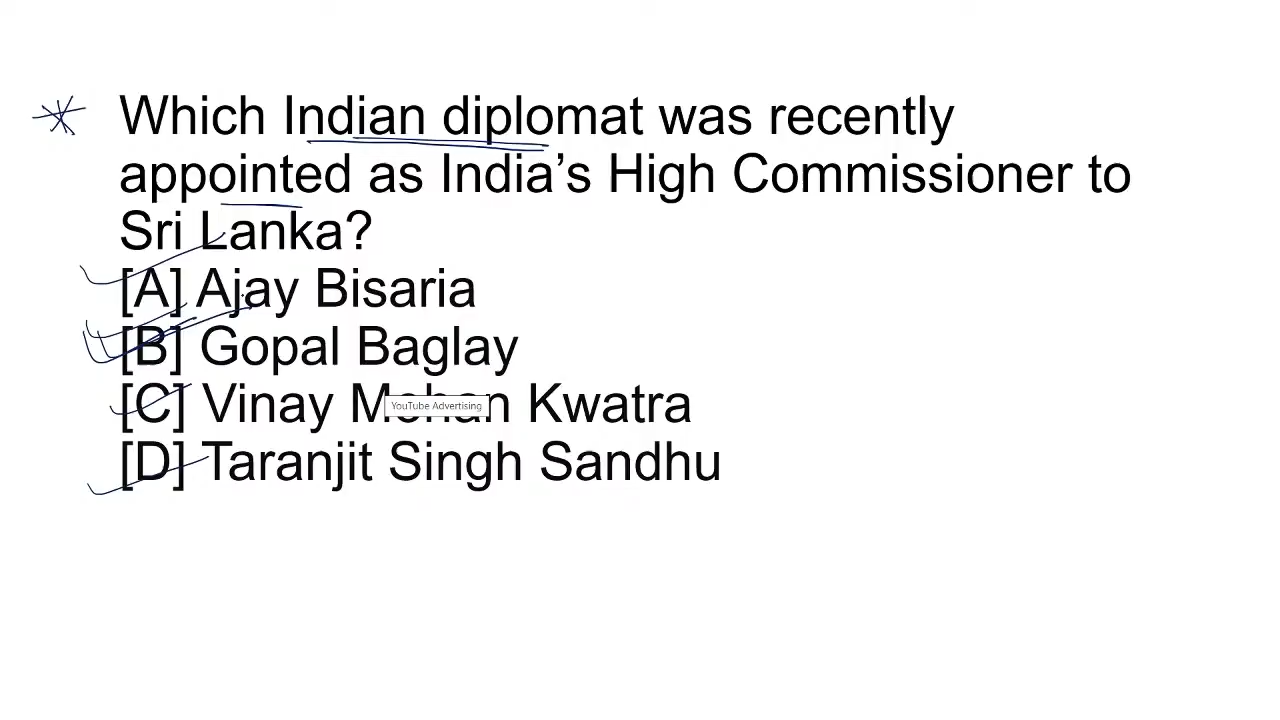 Which Indian diplomat was recently
appointed as India’s High Commissioner to
Sri Lanka?
[A] Ajay Bisaria
[B] Gopal Baglay
[C] Vinay Mohan Kwatra
YouTube Advertising
[D] Taranjit Singh Sandhu